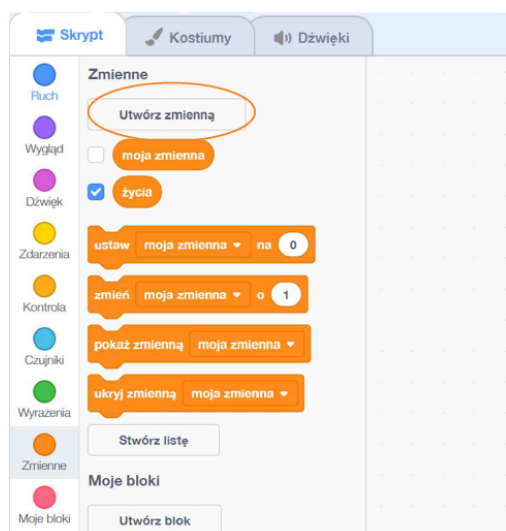 Skrypt
Kostiumy
Dźwięki
Ruch
Wygląd
Dźwięk
Zdarzenia
Kontrola
Czujniki
Wyrażenia
Zmienne
Moje bloki
Zmienne
Utwórz zmienną
moja zmienna
życia
ustaw moja zmienna na 0
zmień moja zmienna o 1
pokaż zmienną moja zmienna
ukryj zmienną moja zmienna
Stwórz listę
Moje bloki
Utwórz blok